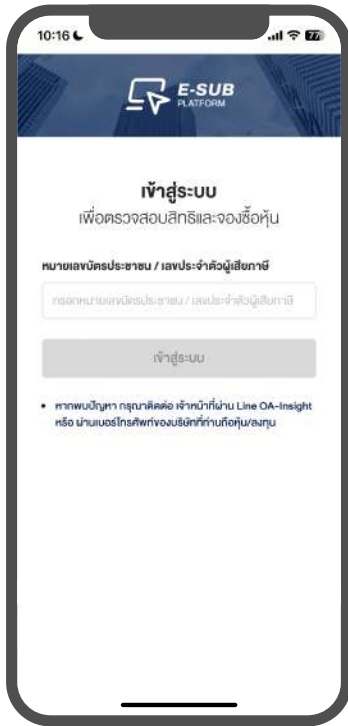 10:16
77
E-SUB
PLATFORM
เข้าสู่ระบบ
เพื่อตรวจสอบสิทธิและจองซื้อหุ้น
หมายเลขบัตรประชาชน / เลขประจำตัวผู้เสียภาษี
กรอกหมายเลขบัตรประชาชน / เลขประจำตัวผู้เสียภาษี
เข้าสู่ระบบ
• หากพบปัญหา กรุณาติดต่อ เจ้าหน้าที่ผ่าน Line OA-Insight
หรือ ผ่านเบอร์โทรศัพท์ของบริษัทที่ท่านถือหุ้น/ลงทุน